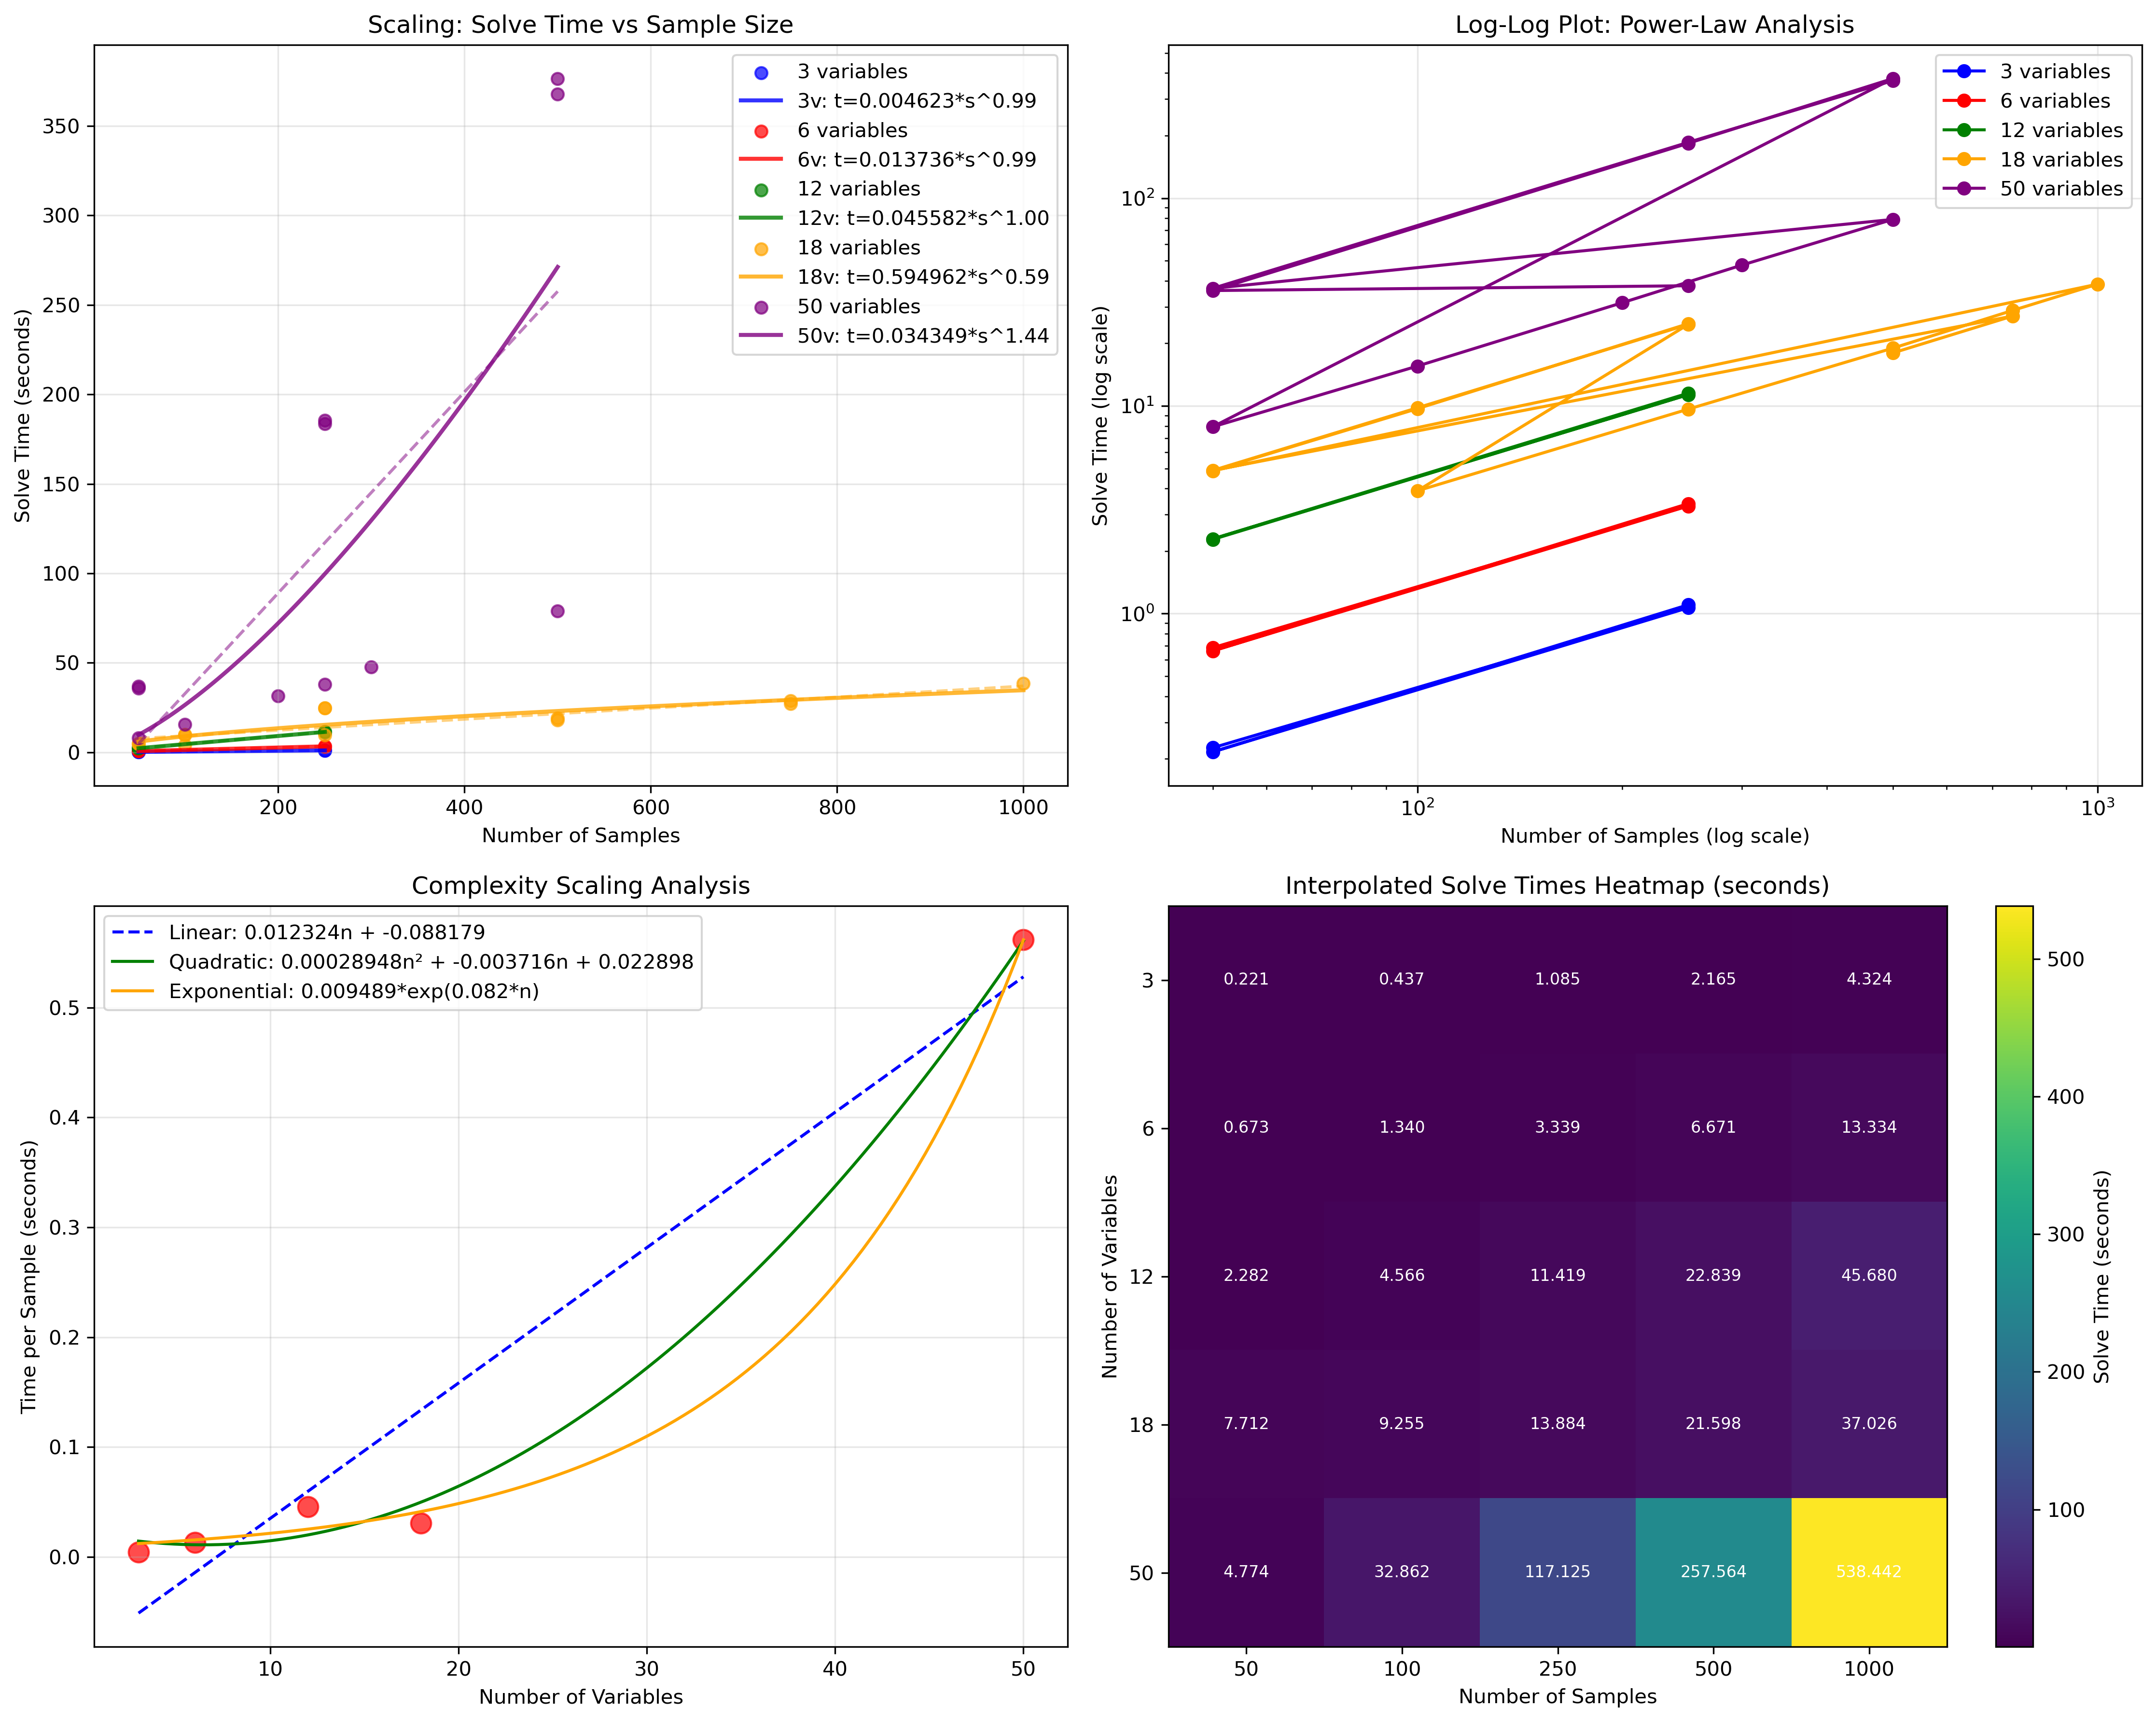 Scaling: Solve Time vs Sample Size
Solve Time (seconds)
350
300
250
200
150
100
50
0
200
400
600
800
1000
Number of Samples
3 variables
3v: t=0.004623*s^0.99
6 variables
6v: t=0.013736*s^0.99
12 variables
12v: t=0.045582*s^1.00
18 variables
18v: t=0.594962*s^0.59
50 variables
50v: t=0.034349*s^1.44
Log-Log Plot: Power-Law Analysis
Solve Time (log scale)
10²
10¹
10⁰
10²
10³
Number of Samples (log scale)
3 variables
6 variables
12 variables
18 variables
50 variables
Complexity Scaling Analysis
Time per Sample (seconds)
0.5
0.4
0.3
0.2
0.1
0.0
10
20
30
40
50
Number of Variables
Linear: 0.012324n + -0.088179
Quadratic: 0.00028948n² + -0.003716n + 0.022898
Exponential: 0.009489*exp(0.082*n)
Interpolated Solve Times Heatmap (seconds)
Number of Variables
3 0.221 0.437 1.085 2.165 4.324
6 0.673 1.340 3.339 6.671 13.334
12 2.282 4.566 11.419 22.839 45.680
18 7.712 9.255 13.884 21.598 37.026
50 4.774 32.862 117.125 257.564 538.442
50 100 250 500 1000
Number of Samples
500
400
300
200
100
Solve Time (seconds)